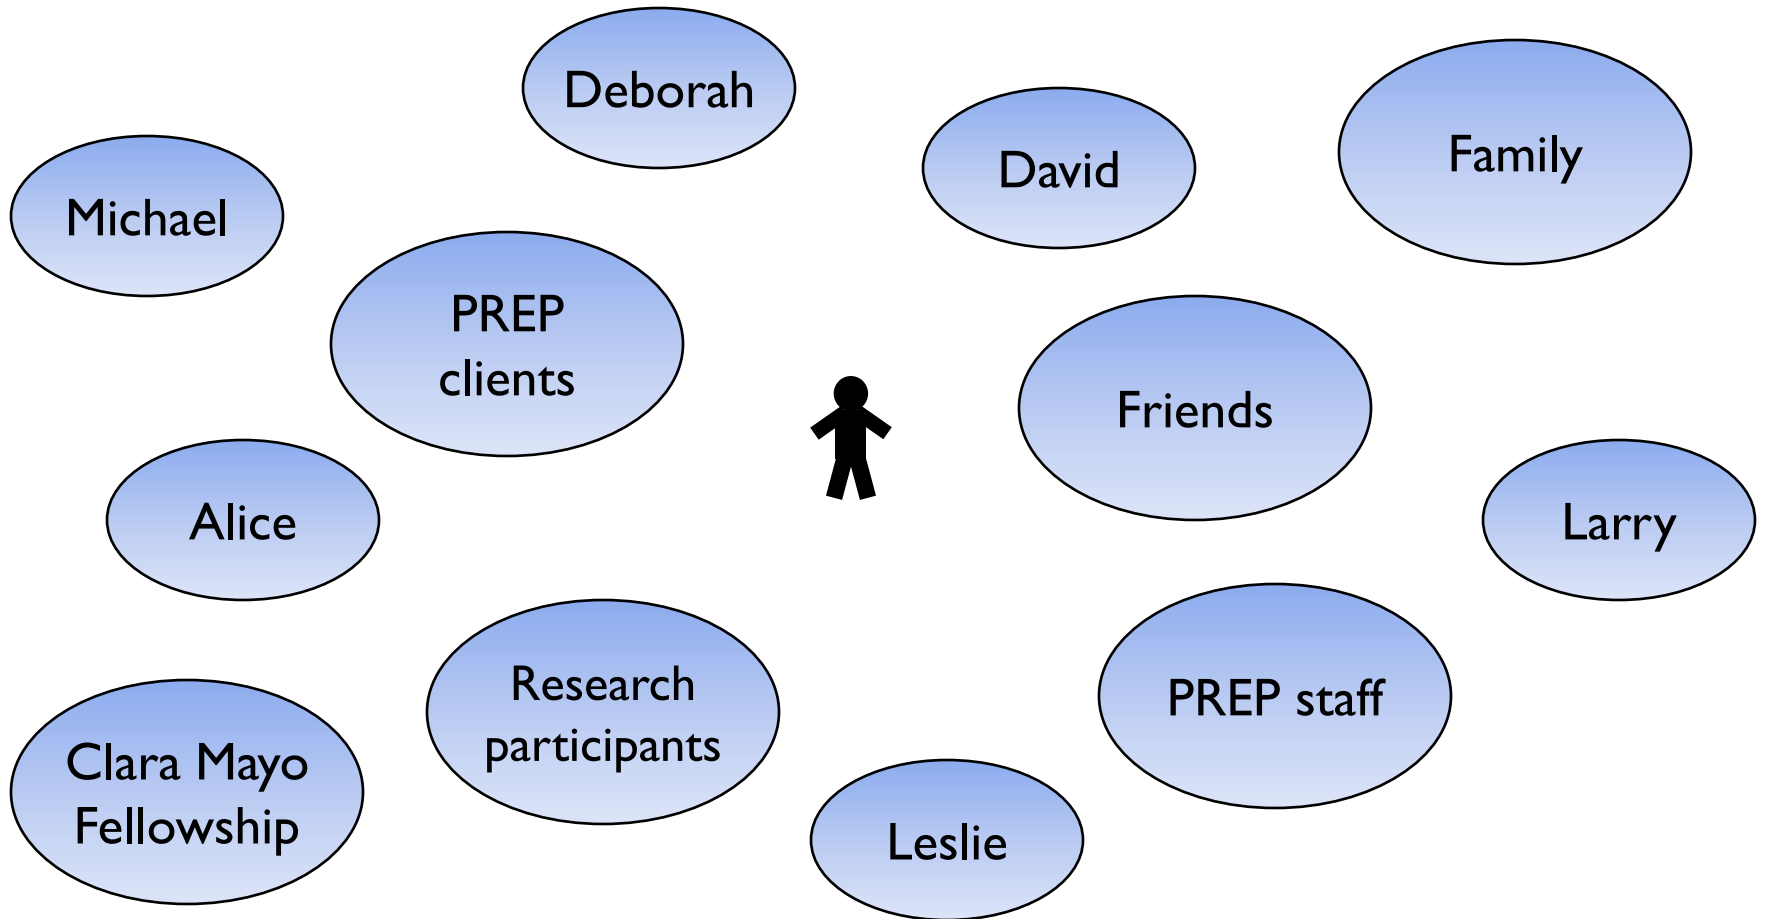 Deborah
David
Family
Michael
PREP
clients
Friends
Alice
Larry
Research
participants
PREP staff
Clara Mayo
Fellowship
Leslie